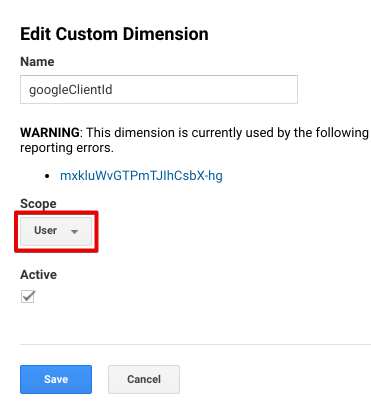 Edit Custom Dimension
Name
googleClientId
WARNING: This dimension is currently used by the following
reporting errors.
• mxkluWvGTPmTJIhCsbX-hg
Scope
User
Active
Save Cancel